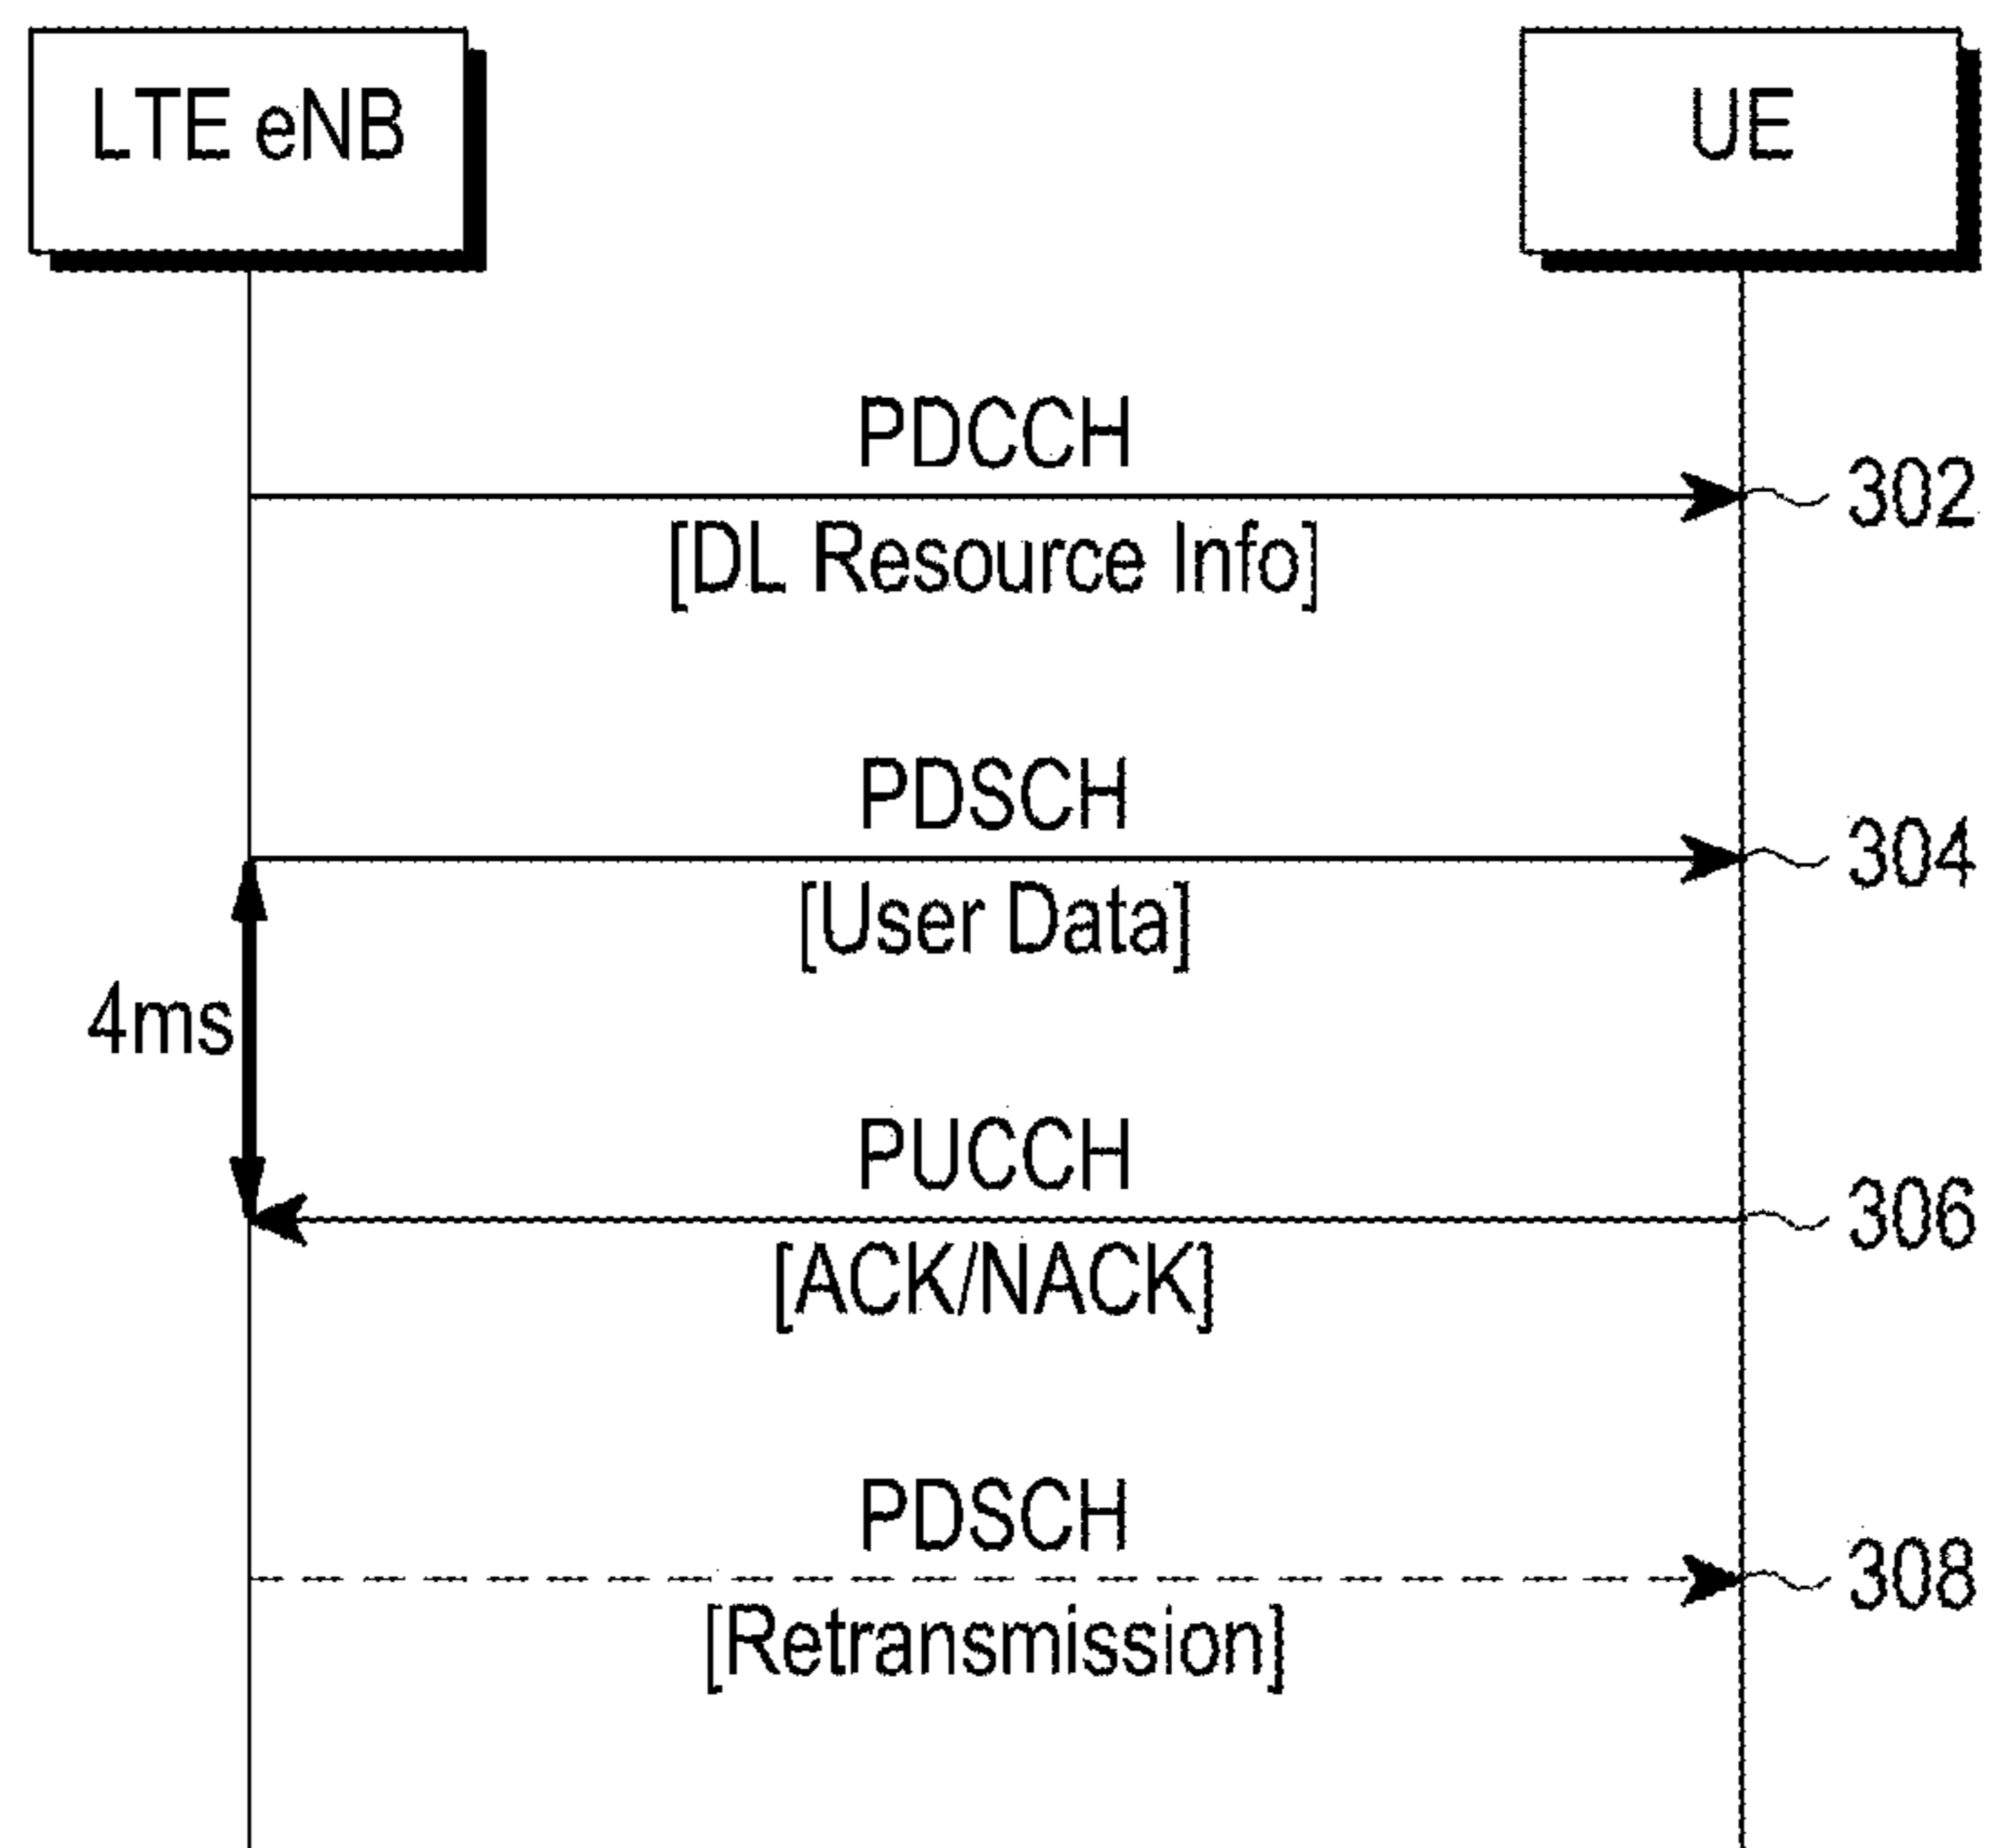 LTE eNB
UE
PDCCH
302
[DL Resource Info]
PDSCH
304
[User Data]
4ms
PUCCH
306
[ACK/NACK]
PDSCH
308
[Retransmission]